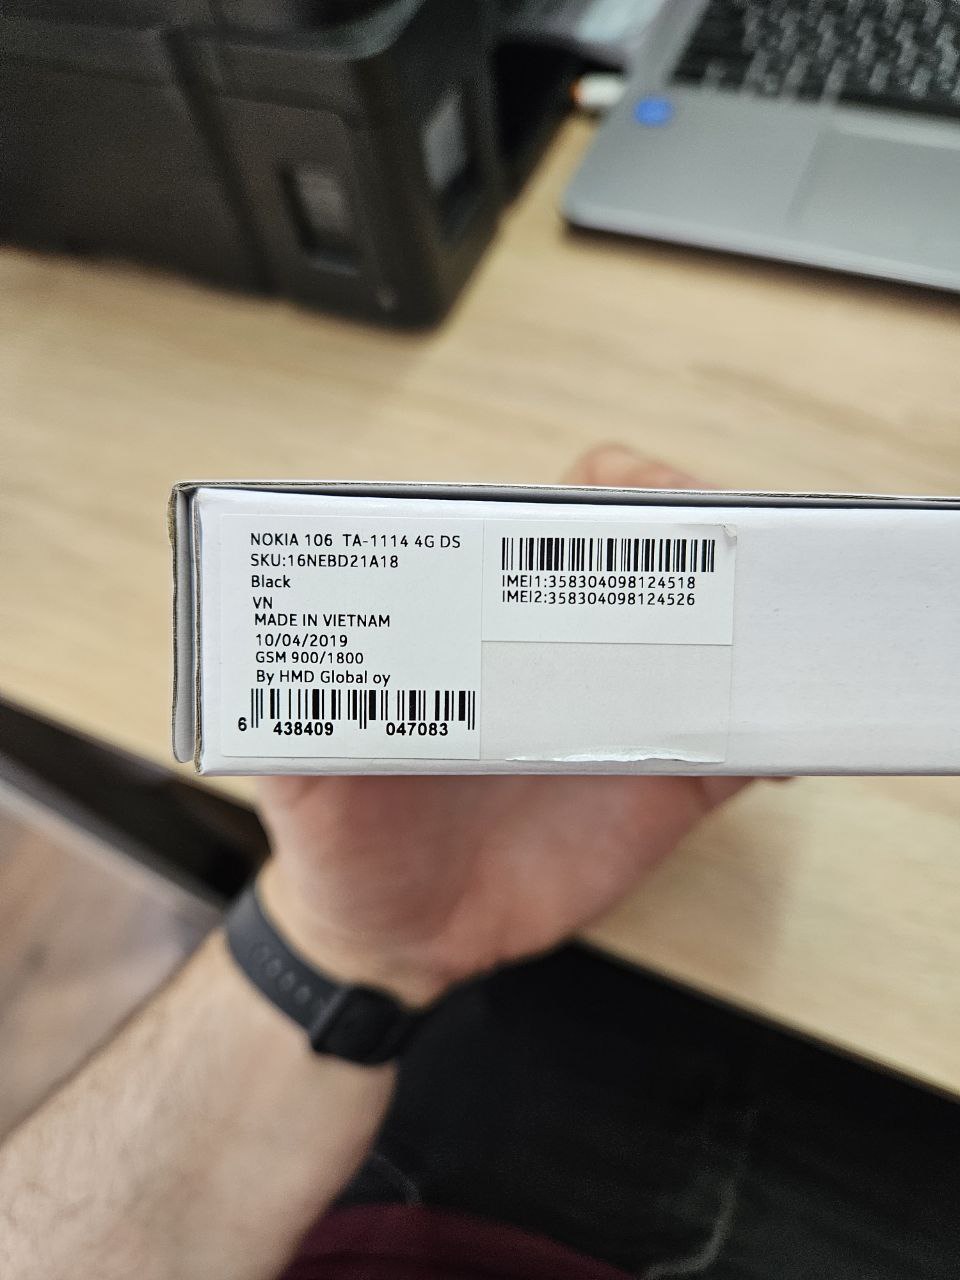 NOKIA 106 TA-1114 4G DS
SKU:16NEBD21A18
Black
VN
MADE IN VIETNAM
10/04/2019
GSM 900/1800
By HMD Global oy
6 438409 047083
IMEI1:358304098124518
IMEI2:358304098124526